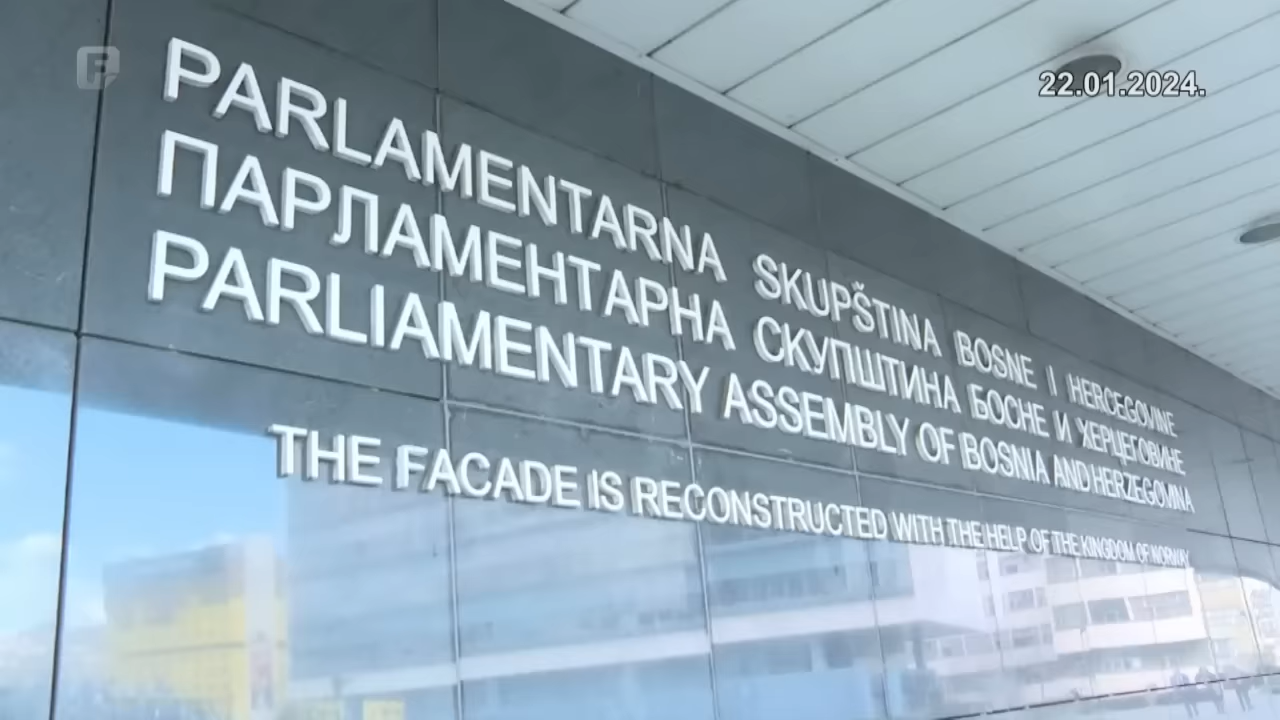 22.01.2024.
PARLAMENTARNA SKUPŠTINA BOSNE I HERCEGOVINE
ПАРЛАМЕНТАРНА СКУПШТИНА БОСНЕ И ХЕРЦЕГОВИНЕ
PARLIAMENTARY ASSEMBLY OF BOSNIA AND HERZEGOVINA
THE FACADE IS RECONSTRUCTED WITH THE HELP OF THE KINGDOM OF NORWAY